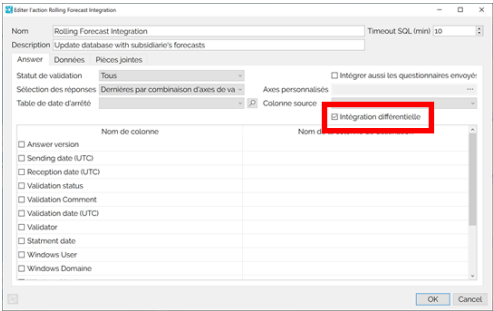 Editer l'action Rolling Forecast Integration
Nom Rolling Forecast Integration Timeout SQL (min) 10
Description Update database with subsidiarie's forecasts
Answer Données Pièces jointes
Statut de validation Tous Intégrer aussi les questionnaires envoyés
Sélection des réponses Dernières par combinaison d'axes de va Axes personnalisés ...
Table de date d'arrêté Colonne source
Intégration différentielle
Nom de colonne Nom de
Answer version
Sending date (UTC)
Reception date (UTC)
Validation status
Validation Comment
Validation date (UTC)
Validator
Statment date
Windows User
Windows Domaine
OK Cancel